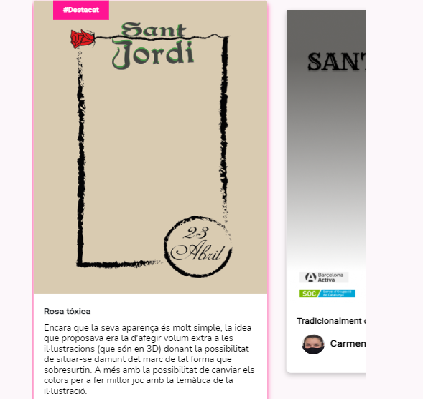 #Destacat
Sant
Jordi
23
Abril
Rosa tòxica
Encara que la seva aparença és molt simple, la idea
que proposava era la d'afegir volum extra a les
il·lustracions (que són en 3D) donant la possibilitat
de situar-se damunt del marc de tal forma que
sobresurtin. A més amb la possibilitat de canviar els
colors per a fer millor joc amb la temàtica de la
il·lustració.
SANT
Barcelona
Activa
SOC
Tradicionalment
Carmen